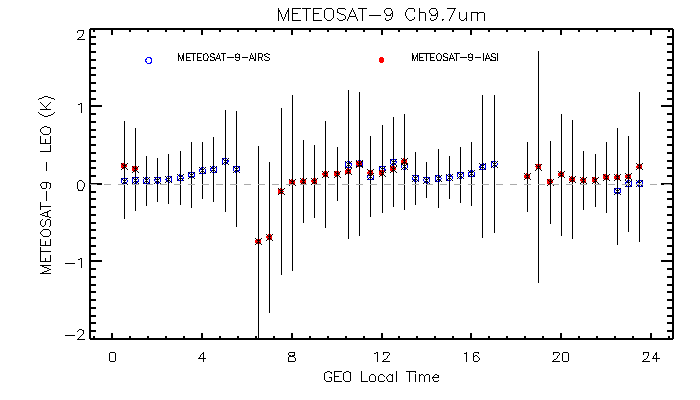 METEOSAT-9 Ch9.7um
METEOSAT-9-AIRS
METEOSAT-9-IASI
METEOSAT-9 - LEO (K)
2
1
0
-1
-2
0 4 8 12 16 20 24
GEO Local Time